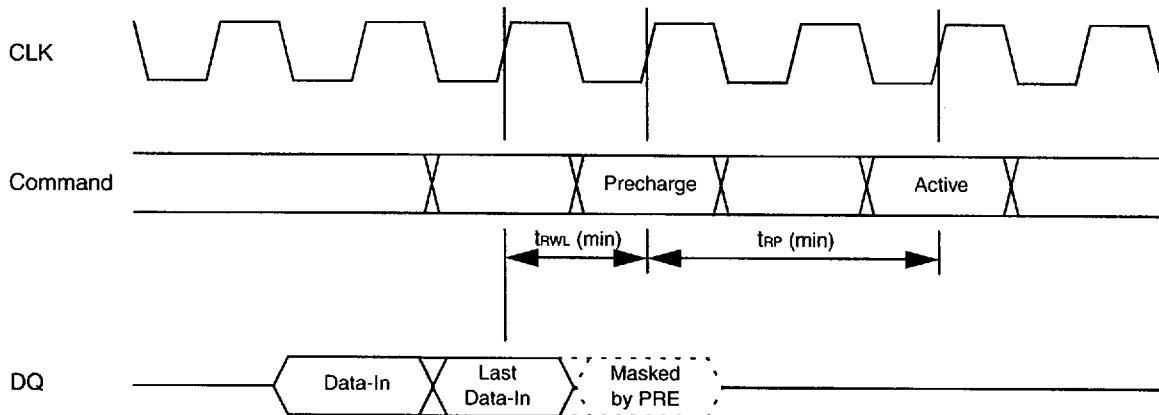 CLK
Command
Precharge
Active
tRWL (min)
tRP (min)
DQ
Data-In
Last
Data-In
Masked
by PRE